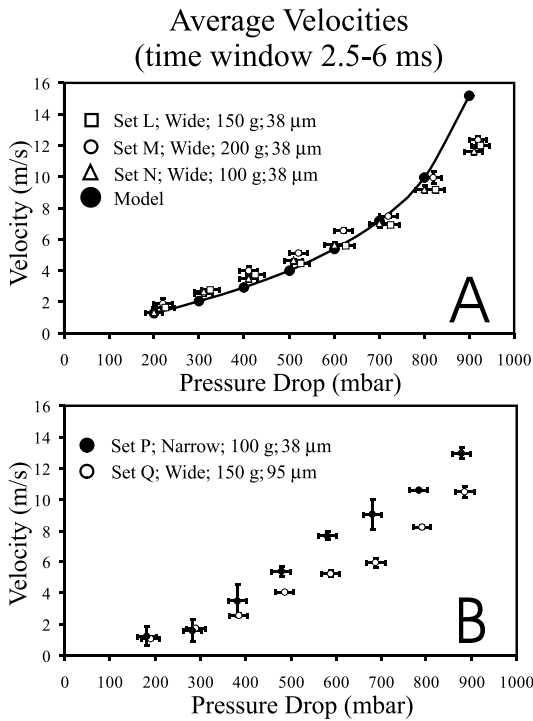 Average Velocities
(time window 2.5-6 ms)
16
14
12
10
8
6
4
2
0
Velocity (m/s)
Set L; Wide; 150 g;38 μm
Set M; Wide; 200 g;38 μm
Set N; Wide; 100 g;38 μm
Model
A
0 100 200 300 400 500 600 700 800 900 1000
Pressure Drop (mbar)
16
14
12
10
8
6
4
2
0
Velocity (m/s)
Set P; Narrow; 100 g;38 μm
Set Q; Wide; 150 g;95 μm
B
0 100 200 300 400 500 600 700 800 900 1000
Pressure Drop (mbar)